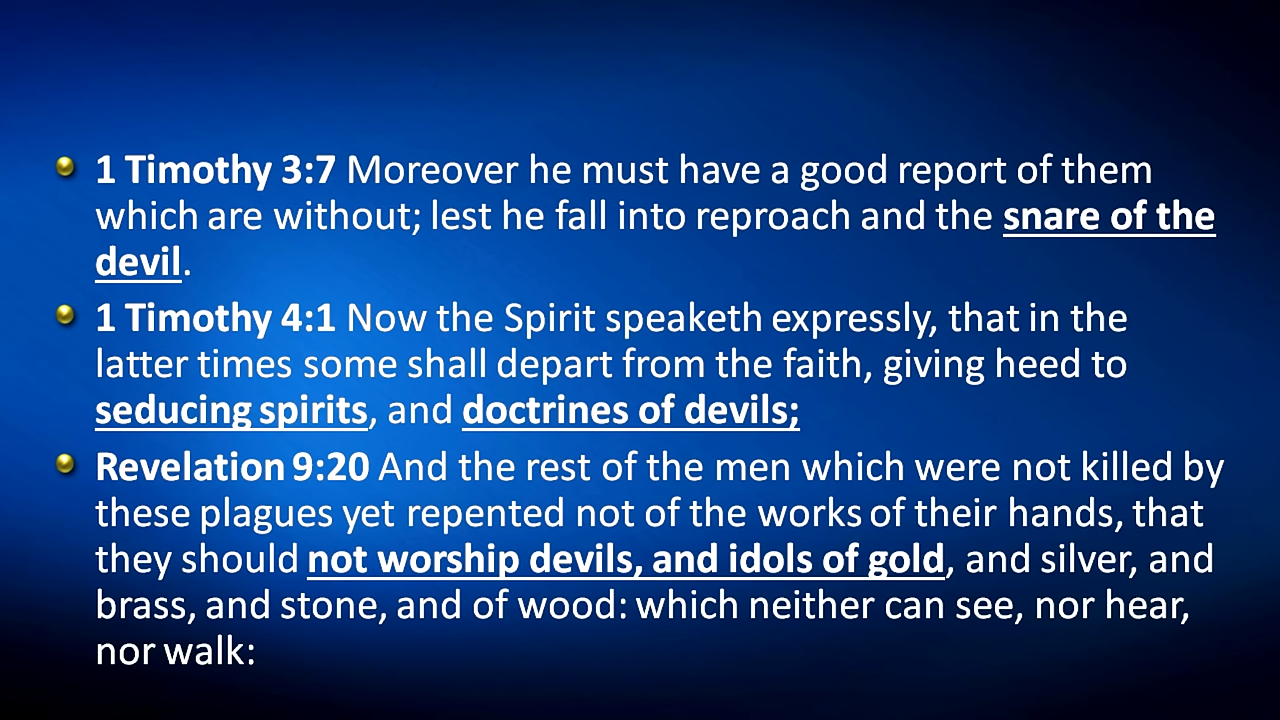 1 Timothy 3:7 Moreover he must have a good report of them
which are without; lest he fall into reproach and the snare of the
devil.
1 Timothy 4:1 Now the Spirit speaketh expressly, that in the
latter times some shall depart from the faith, giving heed to
seducing spirits, and doctrines of devils;
Revelation 9:20 And the rest of the men which were not killed by
these plagues yet repented not of the works of their hands, that
they should not worship devils, and idols of gold, and silver, and
brass, and stone, and of wood: which neither can see, nor hear,
nor walk: